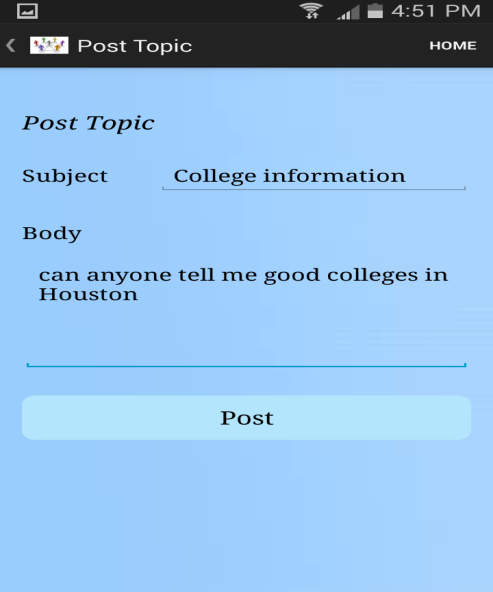 4:51 PM
Post Topic
HOME
Post Topic
Subject
College information
Body
can anyone tell me good colleges in
Houston
Post